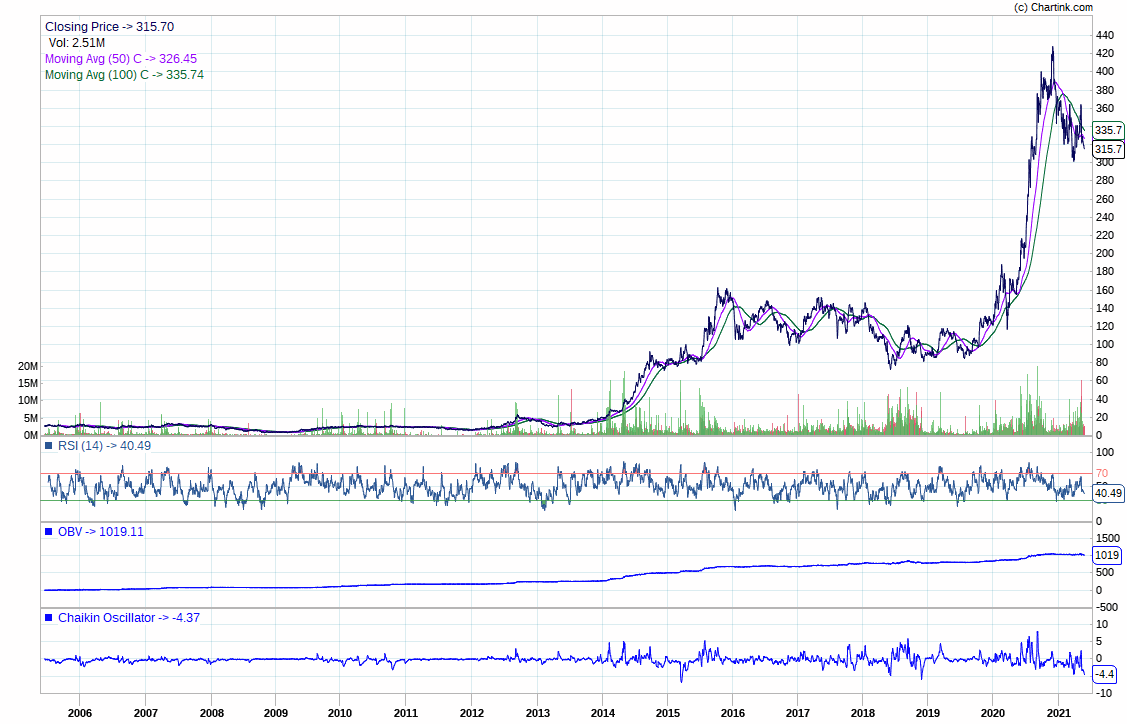 (c) Chartink.com
Closing Price -> 315.70
Vol: 2.51M
Moving Avg (50) C -> 326.45
Moving Avg (100) C -> 335.74
440
420
400
380
360
335.7
315.7
300
280
260
240
220
200
180
160
140
120
100
80
60
40
20
0
20M
15M
10M
5M
0M
RSI (14) -> 40.49
100
70
40.49
0
OBV -> 1019.11
1500
1019
500
0
-500
Chaikin Oscillator -> -4.37
10
5
0
-4.4
-10
2006 2007 2008 2009 2010 2011 2012 2013 2014 2015 2016 2017 2018 2019 2020 2021